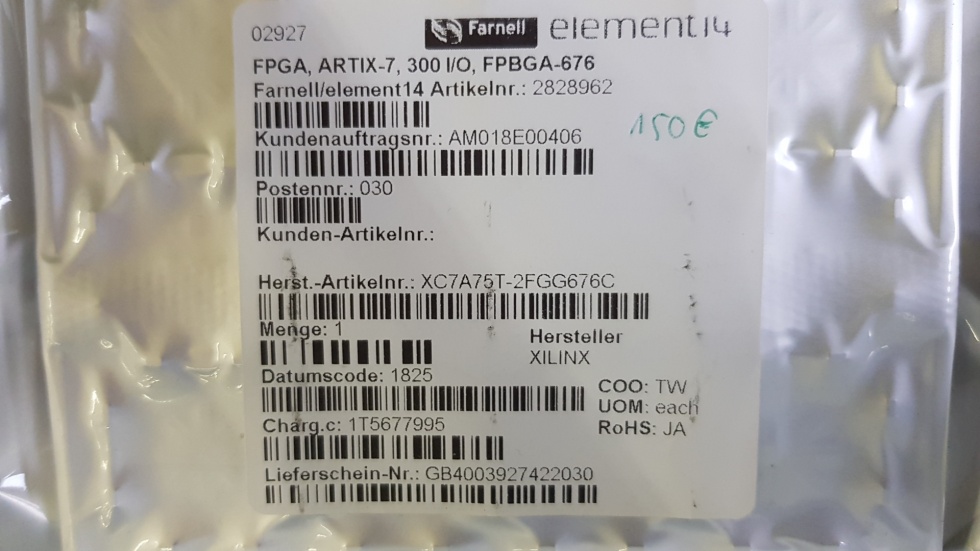 02927 Farnell element14
FPGA, ARTIX-7, 300 I/O, FPBGA-676
Farnell/element14 Artikelnr.: 2828962
150€
Kundenauftragsnr.: AM018E00406
Postennr.: 030
Kunden-Artikelnr.:
Herst.-Artikelnr.: XC7A75T-2FGG676C
Menge: 1
Hersteller
XILINX
Datumscode: 1825
COO: TW
UOM: each
Charg.c: 1T5677995
RoHS: JA
Lieferschein-Nr.: GB4003927422030